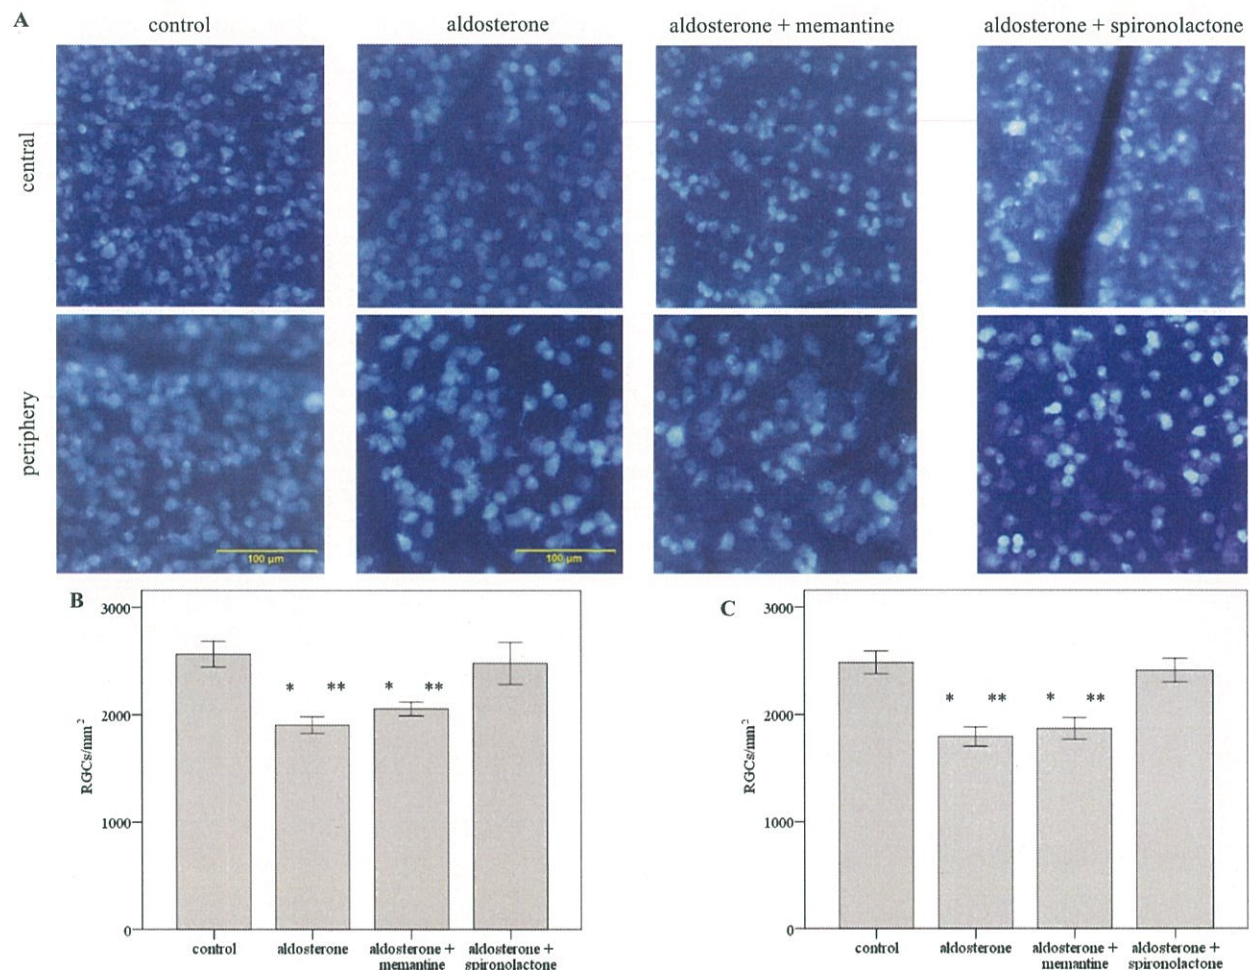 A
control
aldosterone
aldosterone + memantine
aldosterone + spironolactone
central
periphery
100 μm
100 μm
B
3000
2000
1000
0
RGCs/mm²
* ** * **
control
aldosterone
aldosterone +
memantine
aldosterone +
spironolactone
C
3000
2000
1000
0
RGCs/mm²
* ** * **
control
aldosterone
aldosterone +
memantine
aldosterone +
spironolactone